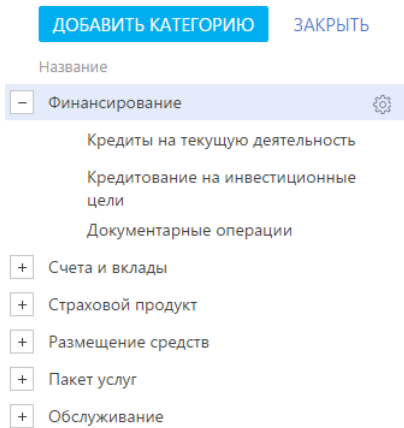 ДОБАВИТЬ КАТЕГОРИЮ ЗАКРЫТЬ
Название
Финансирование
Кредиты на текущую деятельность
Кредитование на инвестиционные
цели
Документарные операции
Счета и вклады
Страховой продукт
Размещение средств
Пакет услуг
Обслуживание